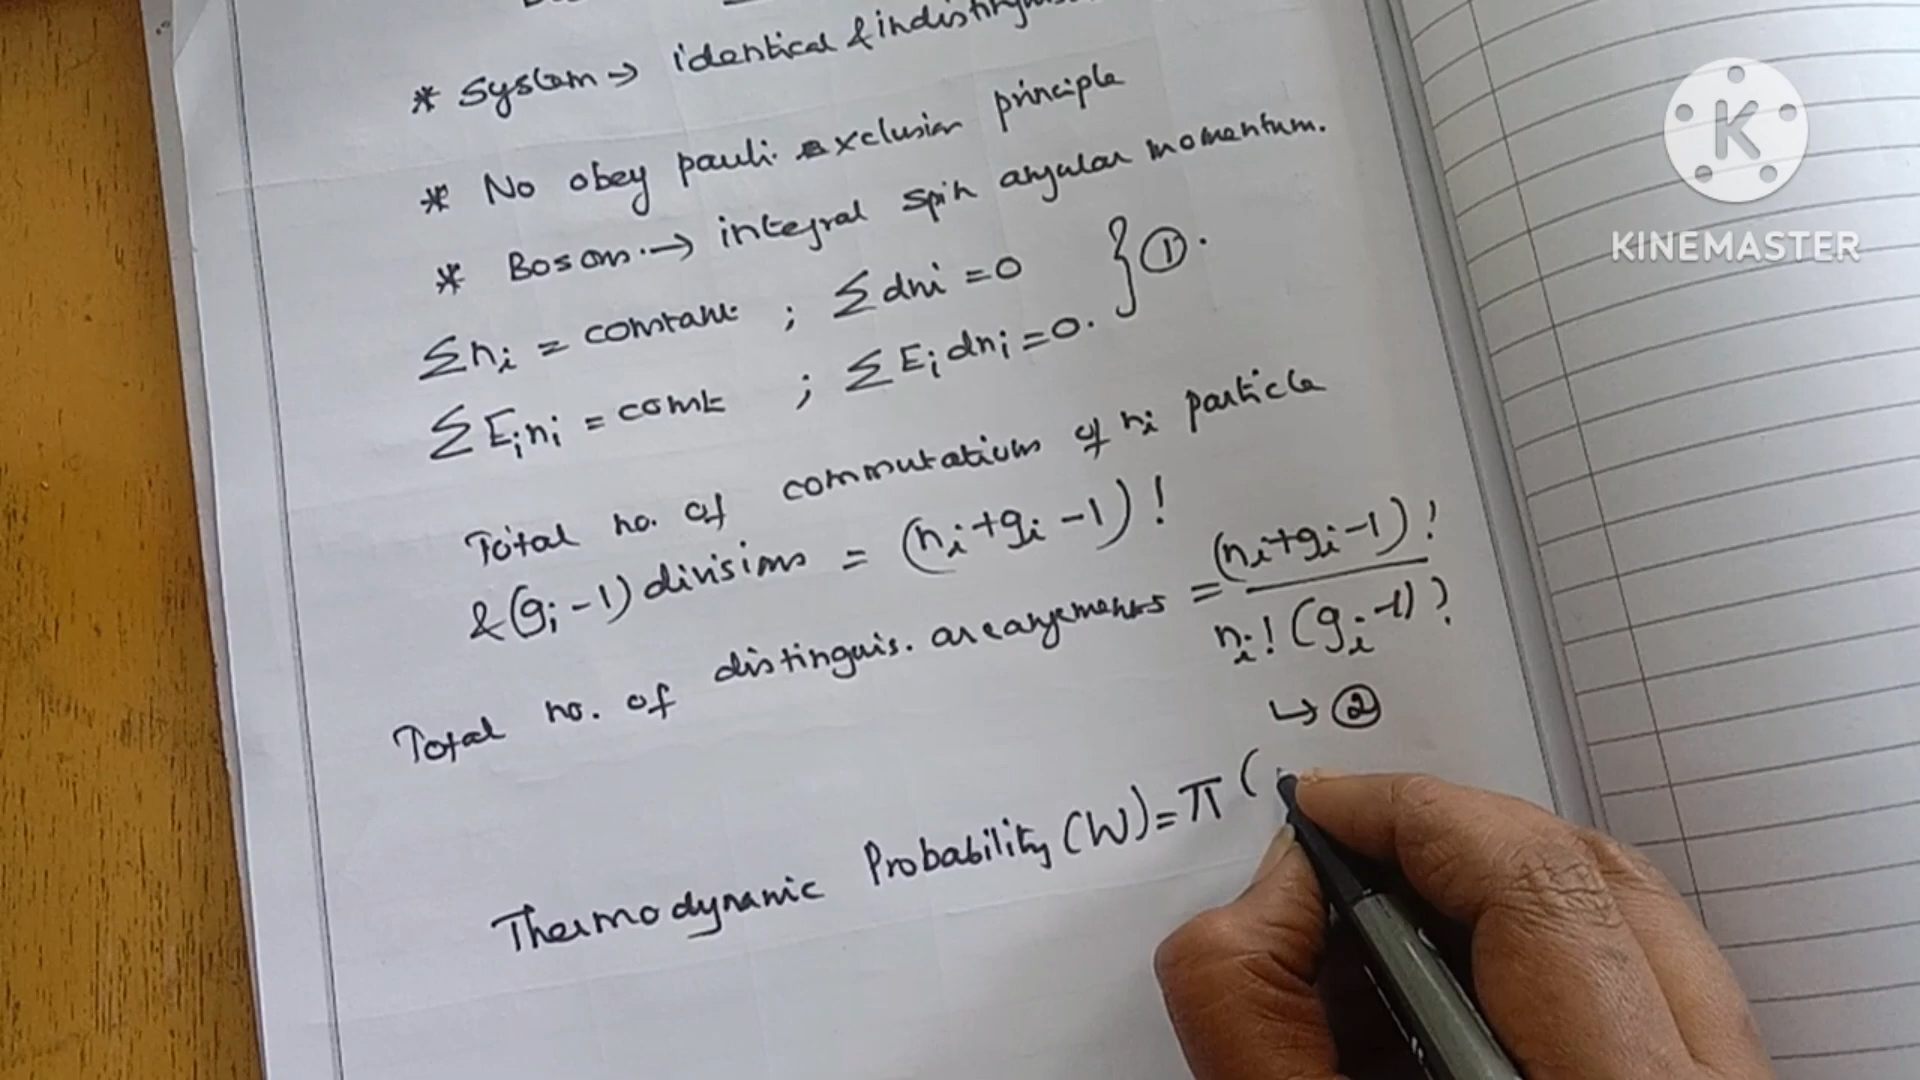 * System → identical & indistinguis
* No obey pauli exclusion principle
* Boson → integral spin angular momentum.
Σni = constant ; Σdni = 0 } ①.
ΣEini = const ; ΣEidni = 0.
Total no. of commutations of ni particle
& (gi - 1) divisions = (ni + gi - 1)!
Total no. of distinguis. arrangements = (ni + gi - 1)! / ni! (gi - 1)!
↳ ②
Thermodynamic Probability (W) = π (
K
KINEMASTER